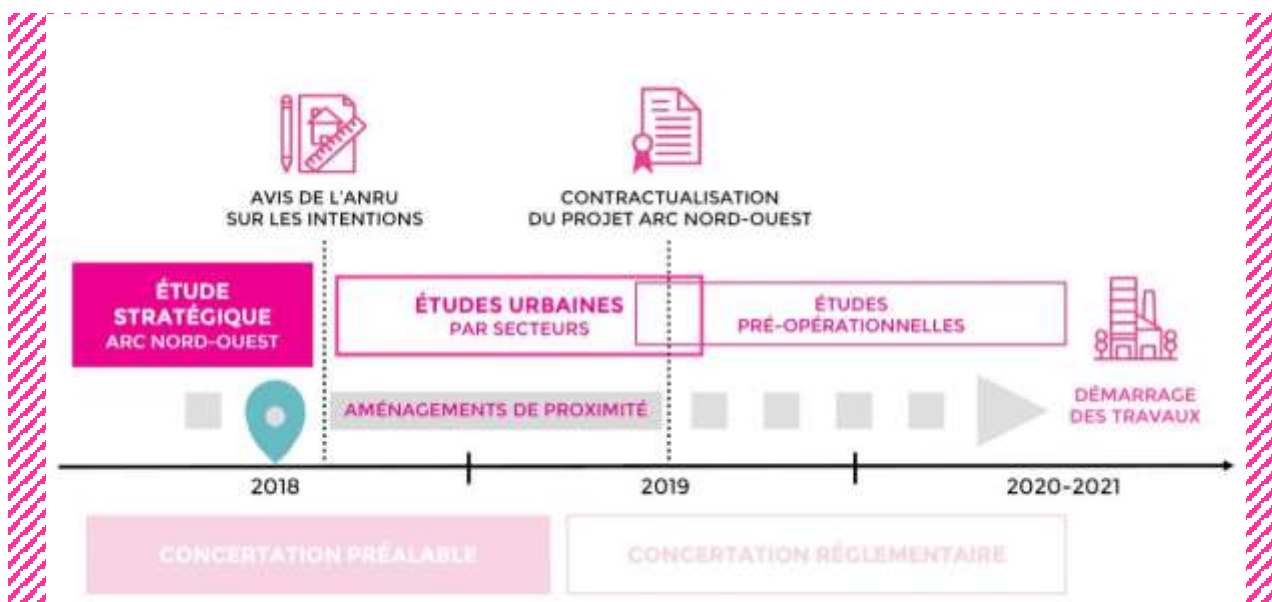 AVIS DE L'ANRU
SUR LES INTENTIONS
CONTRACTUALISATION
DU PROJET ARC NORD-OUEST
ÉTUDE
STRATÉGIQUE
ARC NORD-OUEST
ÉTUDES URBAINES
PAR SECTEURS
ÉTUDES
PRÉ-OPÉRATIONNELLES
AMÉNAGEMENTS DE PROXIMITÉ
DÉMARRAGE
DES TRAVAUX
2018
2019
2020-2021
CONCERTATION PRÉALABLE
CONCERTATION RÉGLEMENTAIRE